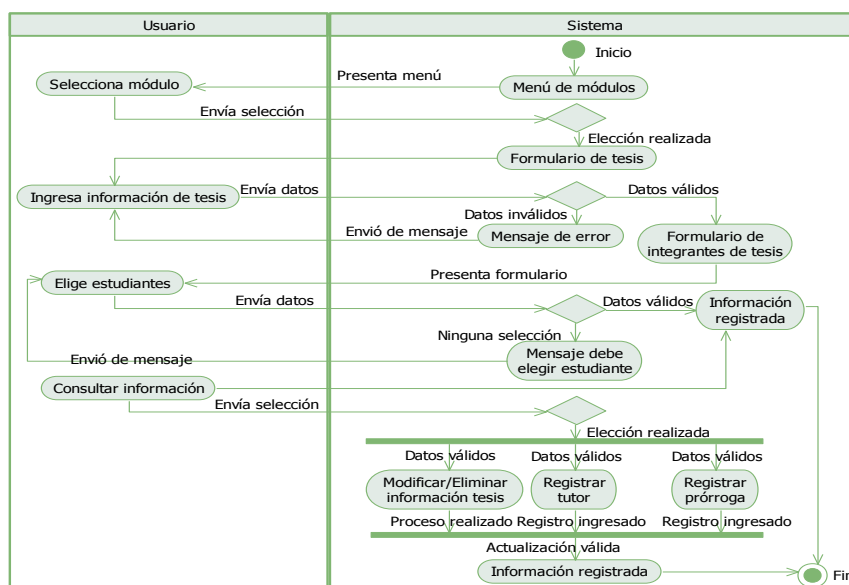 Usuario
Sistema
Inicio
Presenta menú
Selecciona módulo
Menú de módulos
Envía selección
Elección realizada
Formulario de tesis
Envía datos
Datos válidos
Ingresa información de tesis
Datos inválidos
Envió de mensaje
Mensaje de error
Formulario de
integrantes de tesis
Presenta formulario
Elige estudiantes
Envía datos
Datos válidos
Información
registrada
Ninguna selección
Envió de mensaje
Mensaje debe
elegir estudiante
Consultar información
Envía selección
Elección realizada
Datos válidos
Datos válidos
Datos válidos
Modificar/Eliminar
información tesis
Registrar
tutor
Registrar
prórroga
Proceso realizado
Registro ingresado
Registro ingresado
Actualización válida
Información registrada
Fin